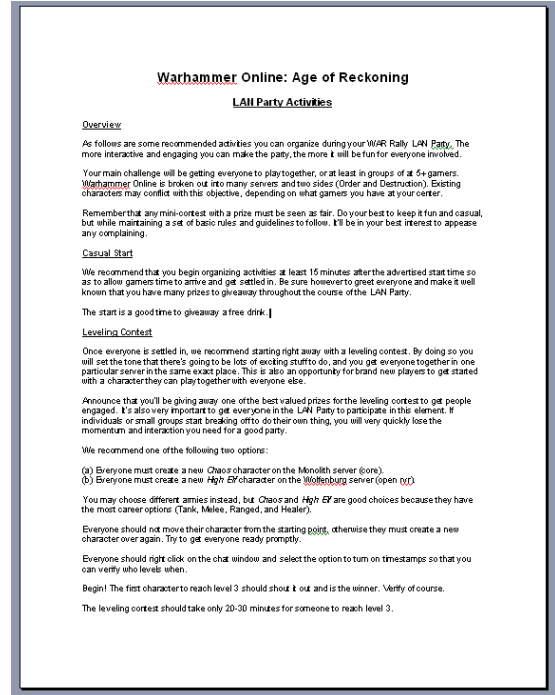 Warhammer Online: Age of Reckoning
LAN Party Activities
Overview
As follows are some recommended activities you can organize during your WAR Rally LAN Party. The
more interactive and engaging you can make the party, the more it will be fun for everyone involved.
Your main challenge will be getting everyone to play together, or at least in groups of at 5+ gamers.
Warhammer Online is broken out into many servers and two sides (Order and Destruction). Existing
characters may conflict with this objective, depending on what gamers you have at your center.
Remember that any mini-contest with a prize must be seen as fair. Do your best to keep it fun and casual,
but while maintaining a set of basic rules and guidelines to follow. It'll be in your best interest to appease
any complaining.
Casual Start
We recommend that you begin organizing activities at least 15 minutes after the advertised start time so
as to allow gamers time to arrive and get settled in. Be sure however to greet everyone and make it well
known that you have many prizes to giveaway throughout the course of the LAN Party.
The start is a good time to giveaway a free drink.
Leveling Contest
Once everyone is settled in, we recommend starting right away with a leveling contest. By doing so you
will set the tone that there's going to be lots of exciting stuff to do, and you get everyone together in one
particular server in the same exact place. This is also an opportunity for brand new players to get started
with a character they can play together with everyone else.
Announce that you'll be giving away one of the best valued prizes for the leveling contest to get people
engaged. It's also very important to get everyone in the LAN Party to participate in this element. If
individuals or small groups start breaking off to do their own thing, you will very quickly lose the
momentum and interaction you need for a good party.
We recommend one of the following two options:
(a) Everyone must create a new Chaos character on the Monolith server (core).
(b) Everyone must create a new High Elf character on the Wolfenburg server (open rvr).
You may choose different armies instead, but Chaos and High Elf are good choices because they have
the most career options (Tank, Melee, Ranged, and Healer).
Everyone should not move their character from the starting point, otherwise they must create a new
character over again. Try to get everyone ready promptly.
Everyone should right click on the chat window and select the option to turn on timestamps so that you
can verify who levels when.
Begin! The first character to reach level 3 should shout it out and is the winner. Verify of course.
The leveling contest should take only 20-30 minutes for someone to reach level 3.